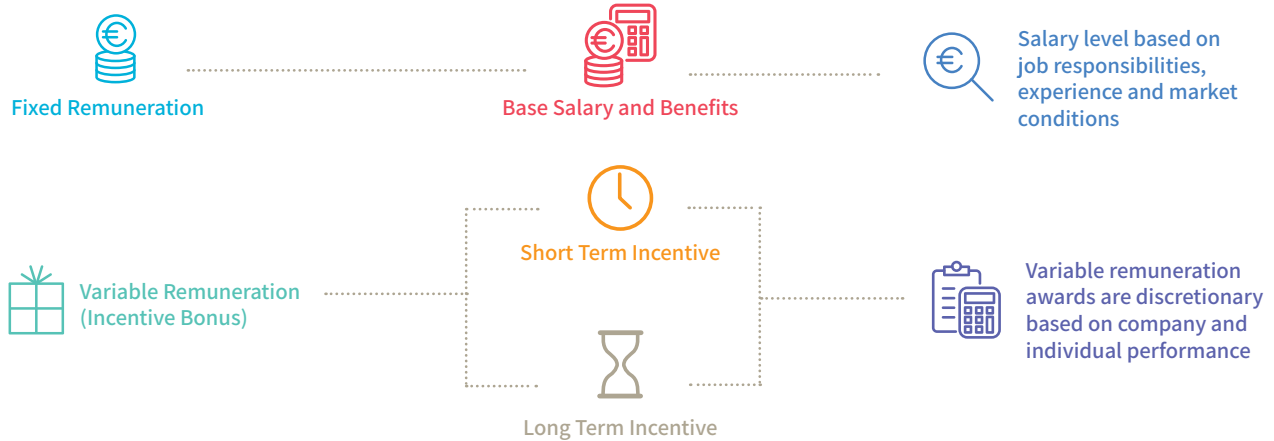 Fixed Remuneration
Base Salary and Benefits
Salary level based on
job responsibilities,
experience and market
conditions
Variable Remuneration
(Incentive Bonus)
Short Term Incentive
Long Term Incentive
Variable remuneration
awards are discretionary
based on company and
individual performance